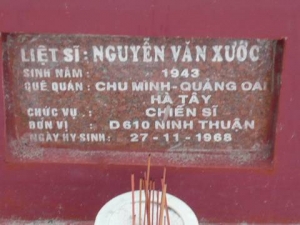 LIỆT SĨ : NGUYỄN VĂN XƯỚC
SINH NĂM : 1943
QUÊ QUÁN : CHU MINH-QUẢNG OAI
HÀ TÂY
CHỨC VỤ : CHIẾN SĨ
ĐƠN VỊ : D610 NINH THUẬN
NGÀY HY SINH: 27-11-1968